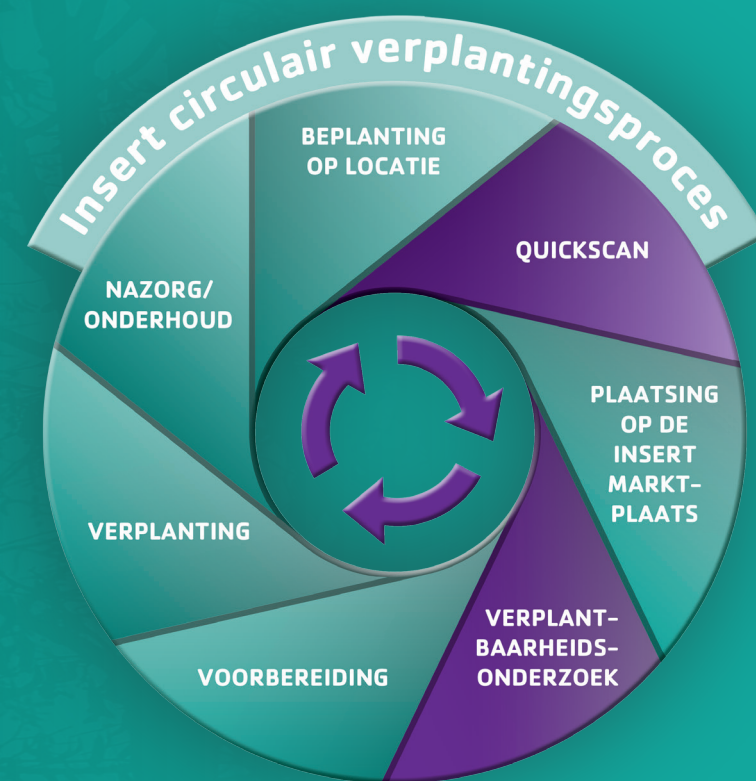 Insert circulair verplantingsproces
BEPLANTING
OP LOCATIE
QUICKSCAN
PLAATSING
OP DE
INSERT
MARKT-
PLAATS
VERPLANT-
BAARHEIDS-
ONDERZOEK
VOORBEREIDING
VERPLANTING
NAZORG/
ONDERHOUD